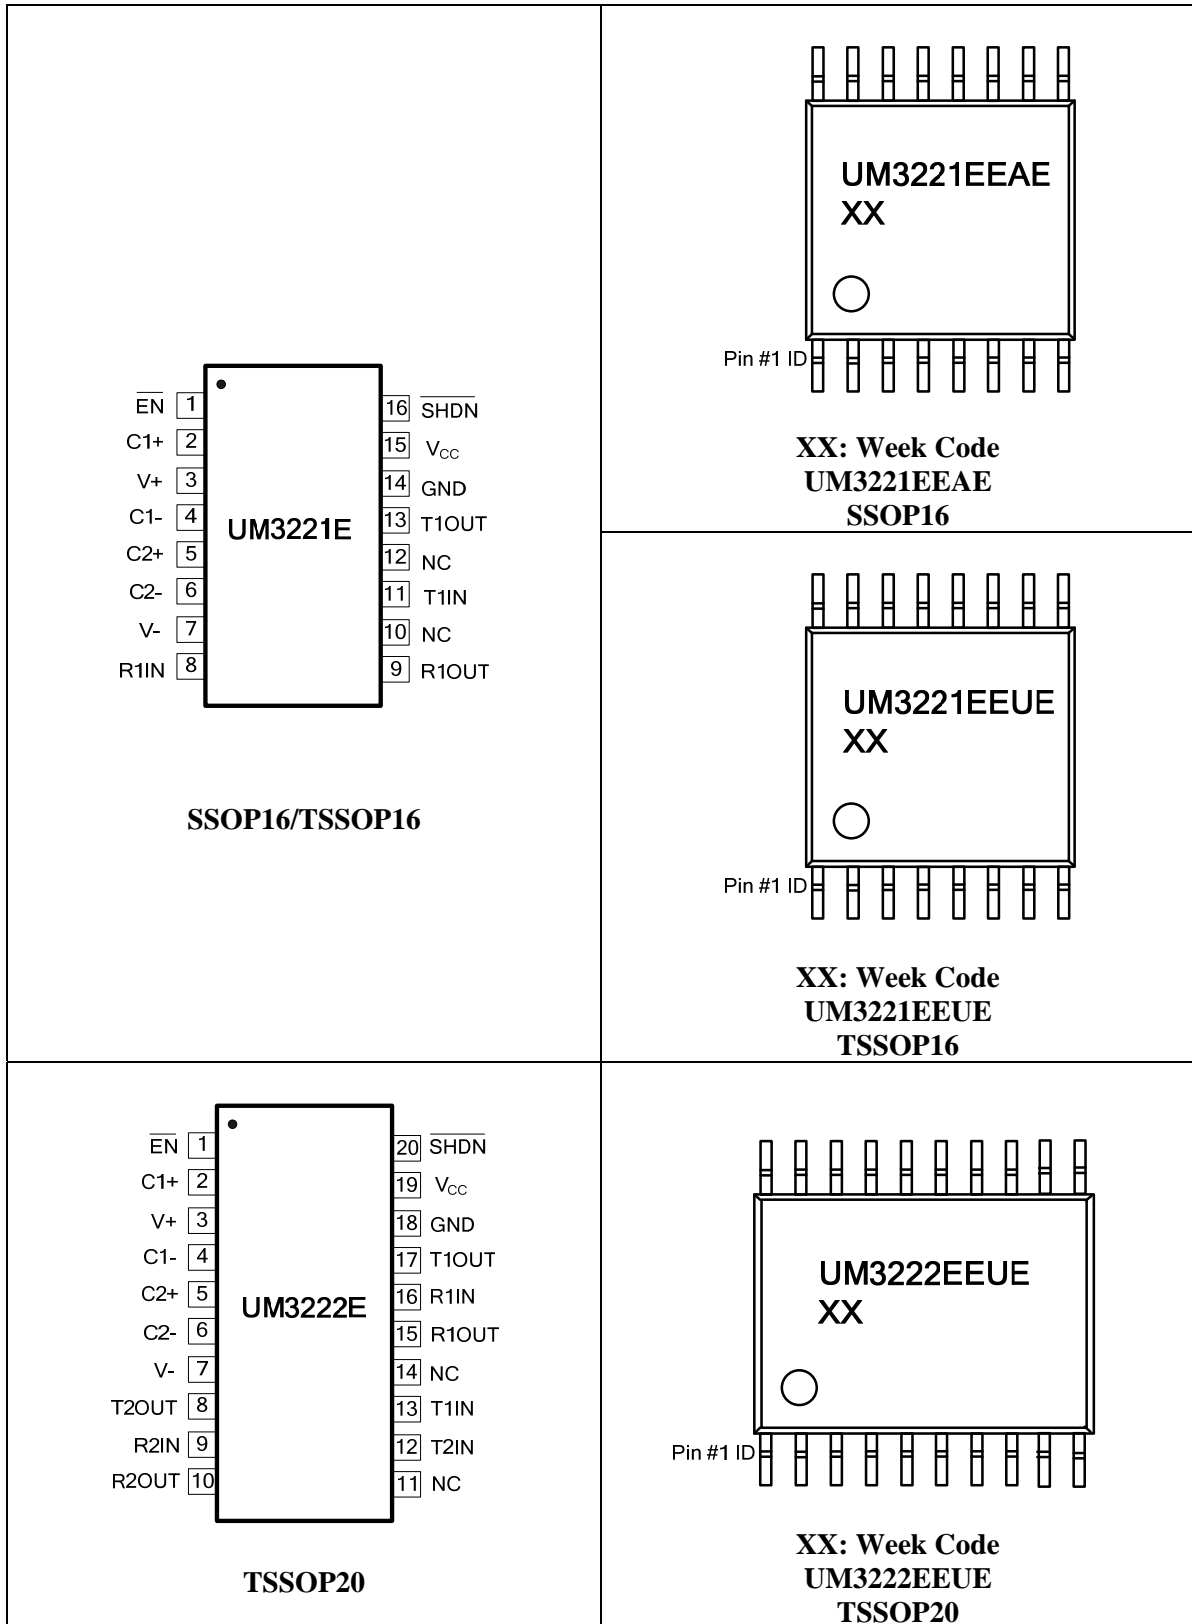 EN 1
C1+ 2
V+ 3
C1- 4
C2+ 5
C2- 6
V- 7
R1IN 8
UM3221E
16 SHDN
15 VCC
14 GND
13 T1OUT
12 NC
11 T1IN
10 NC
9 R1OUT
SSOP16/TSSOP16
UM3221EEAE
XX
Pin #1 ID
XX: Week Code
UM3221EEAE
SSOP16
UM3221EEUE
XX
Pin #1 ID
XX: Week Code
UM3221EEUE
TSSOP16
EN 1
C1+ 2
V+ 3
C1- 4
C2+ 5
C2- 6
V- 7
T2OUT 8
R2IN 9
R2OUT 10
UM3222E
20 SHDN
19 VCC
18 GND
17 T1OUT
16 R1IN
15 R1OUT
14 NC
13 T1IN
12 T2IN
11 NC
TSSOP20
UM3222EEUE
XX
Pin #1 ID
XX: Week Code
UM3222EEUE
TSSOP20